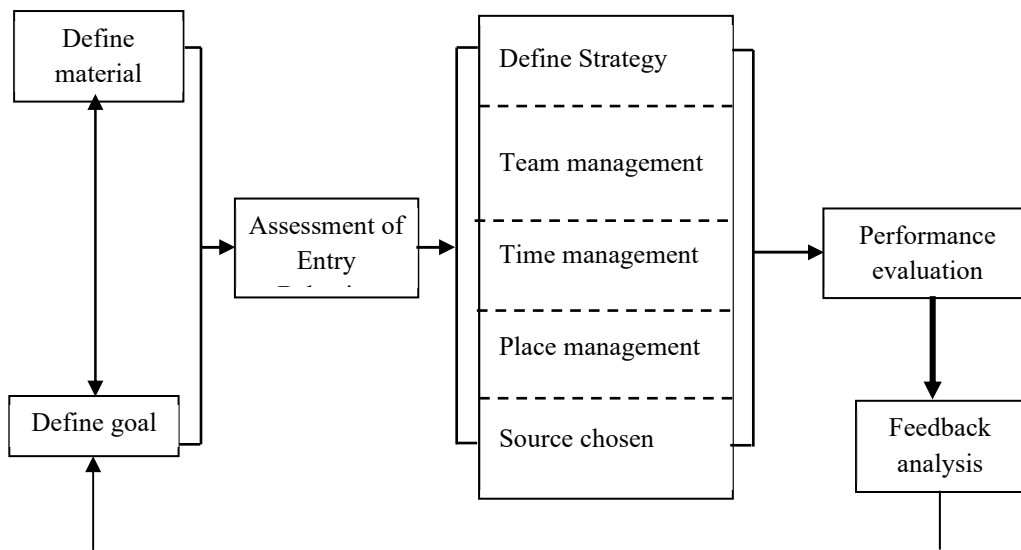 Define
material
Define goal
Assessment of
Entry
Define Strategy
Team management
Time management
Place management
Source chosen
Performance
evaluation
Feedback
analysis